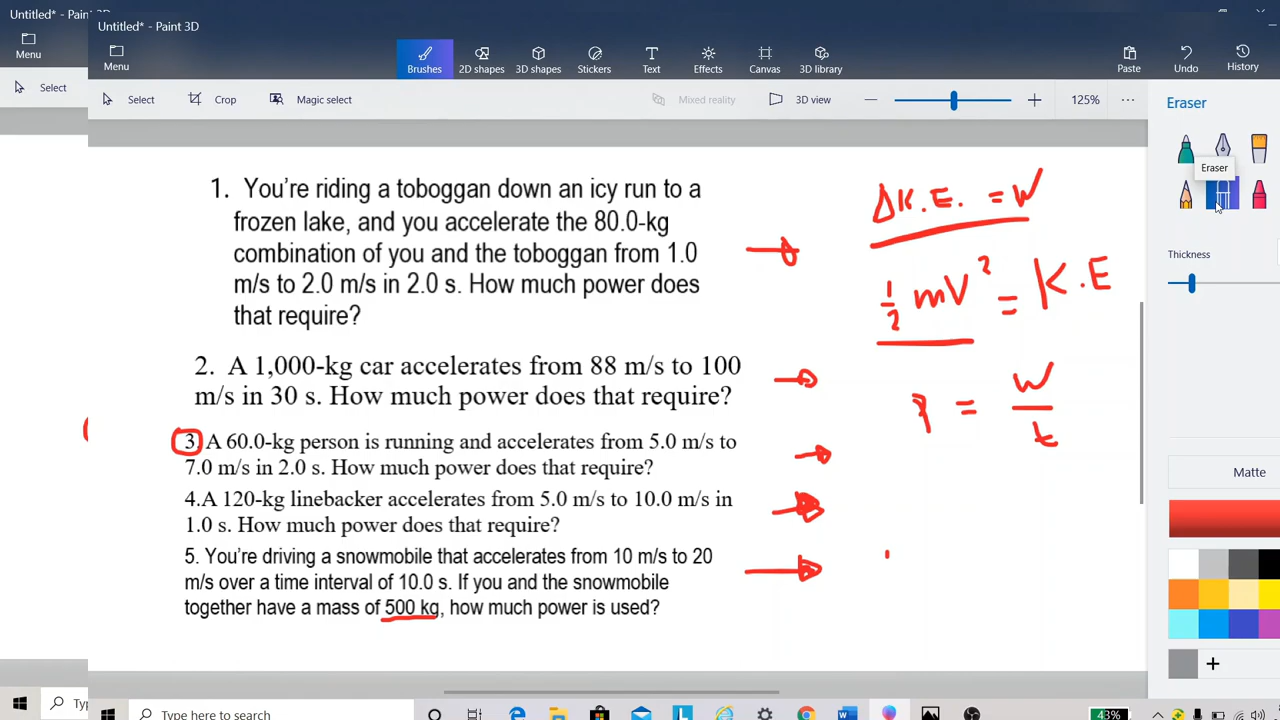 Untitled* - Paint 3D
Untitled* - Paint 3D
Menu
Menu
Brushes
2D shapes
3D shapes
Stickers
Text
Effects
Canvas
3D library
Paste
Undo
History
Select
Select
Crop
Magic select
Mixed reality
3D view
125%
Eraser
Eraser
Thickness
Matte
1. You're riding a toboggan down an icy run to a
frozen lake, and you accelerate the 80.0-kg
combination of you and the toboggan from 1.0
m/s to 2.0 m/s in 2.0 s. How much power does
that require?
2. A 1,000-kg car accelerates from 88 m/s to 100
m/s in 30 s. How much power does that require?
3. A 60.0-kg person is running and accelerates from 5.0 m/s to
7.0 m/s in 2.0 s. How much power does that require?
4.A 120-kg linebacker accelerates from 5.0 m/s to 10.0 m/s in
1.0 s. How much power does that require?
5. You're driving a snowmobile that accelerates from 10 m/s to 20
m/s over a time interval of 10.0 s. If you and the snowmobile
together have a mass of 500 kg, how much power is used?
ΔK.E. = W
1/2 mV² = K.E
P = W/t
Type here to search
43%